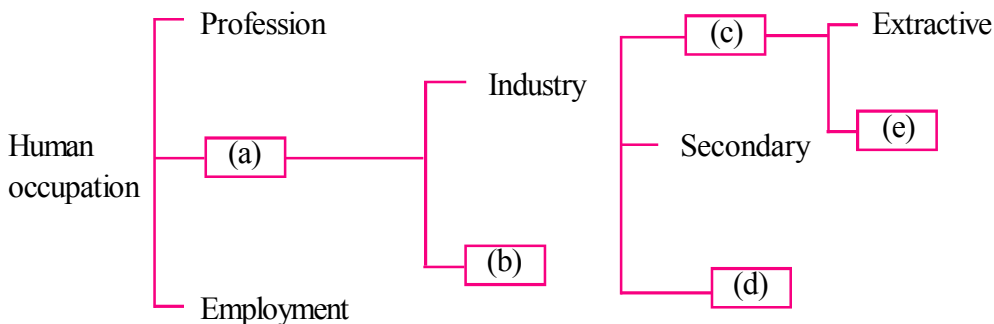 Profession
(c)
Extractive
Industry
(e)
Human
occupation
(a)
Secondary
(b)
(d)
Employment